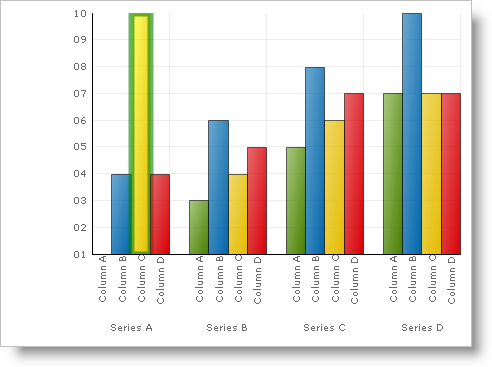 10
09
08
07
06
05
04
03
02
01
Column A
Column B
Column C
Column D
Column A
Column B
Column C
Column D
Column A
Column B
Column C
Column D
Column A
Column B
Column C
Column D
Series A
Series B
Series C
Series D